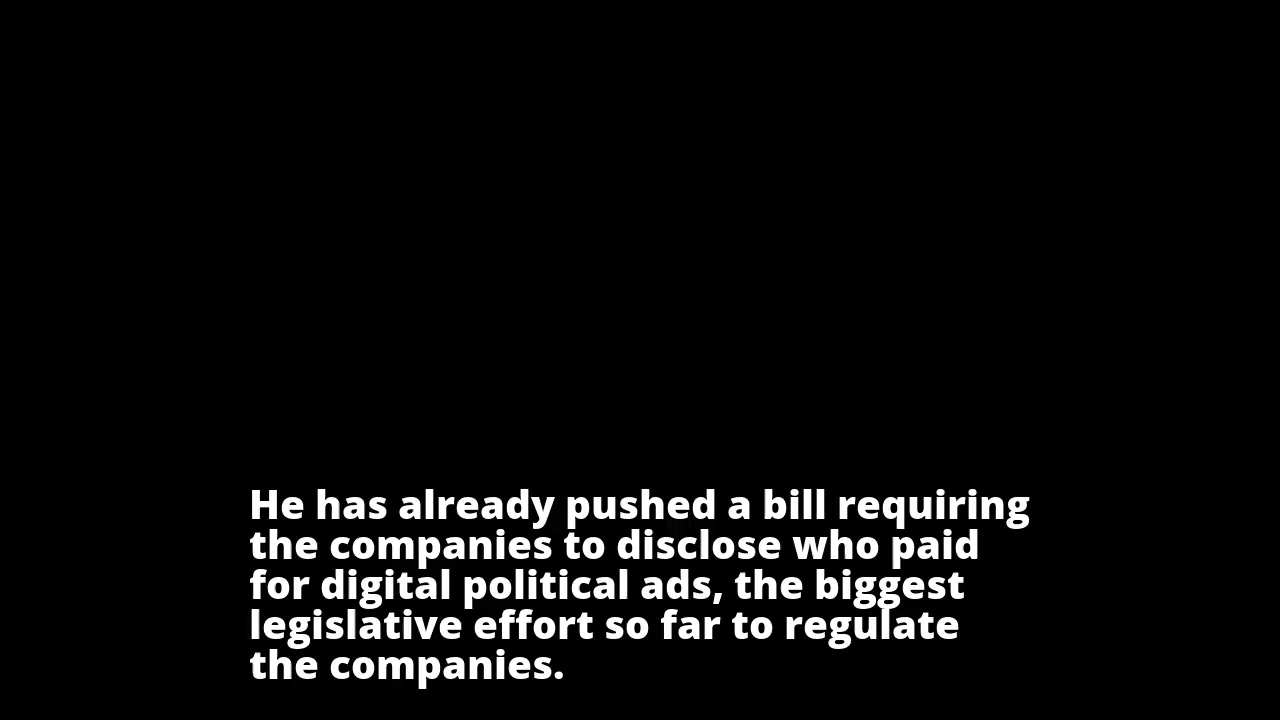 He has already pushed a bill requiring
the companies to disclose who paid
for digital political ads, the biggest
legislative effort so far to regulate
the companies.